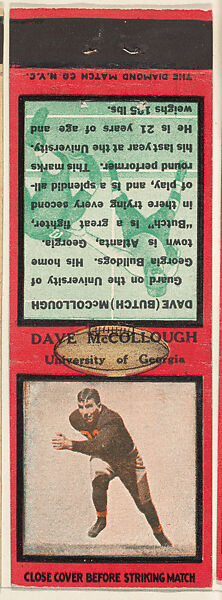 THE DIAMOND MATCH CO. N.Y.C.
DAVE (BUTCH) McCOLLOUGH
Guard on the University of
Georgia Bulldogs. His home
town is Atlanta, Georgia.
"Butch" is great fighter,
in there trying every second
of play, and is a splendid all-
round performer. This marks
his last year at the University.
He is 21 years of age and
weighs 195 lbs.
DAVE McCOLLOUGH
University of Georgia
CLOSE COVER BEFORE STRIKING MATCH